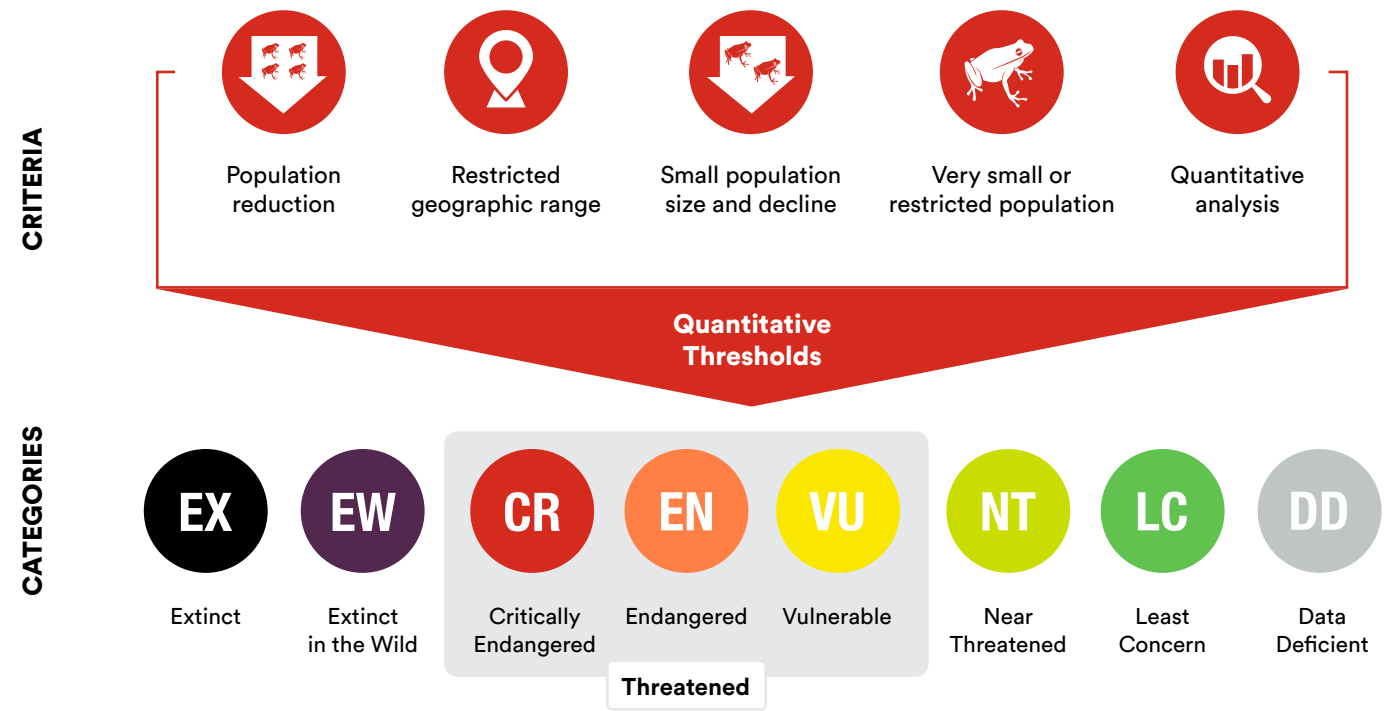 CRITERIA
Population
reduction
Restricted
geographic range
Small population
size and decline
Very small or
restricted population
Quantitative
analysis
Quantitative
Thresholds
CATEGORIES
EX
EW
CR
EN
VU
NT
LC
DD
Extinct
Extinct
in the Wild
Critically
Endangered
Endangered
Vulnerable
Near
Threatened
Least
Concern
Data
Deficient
Threatened